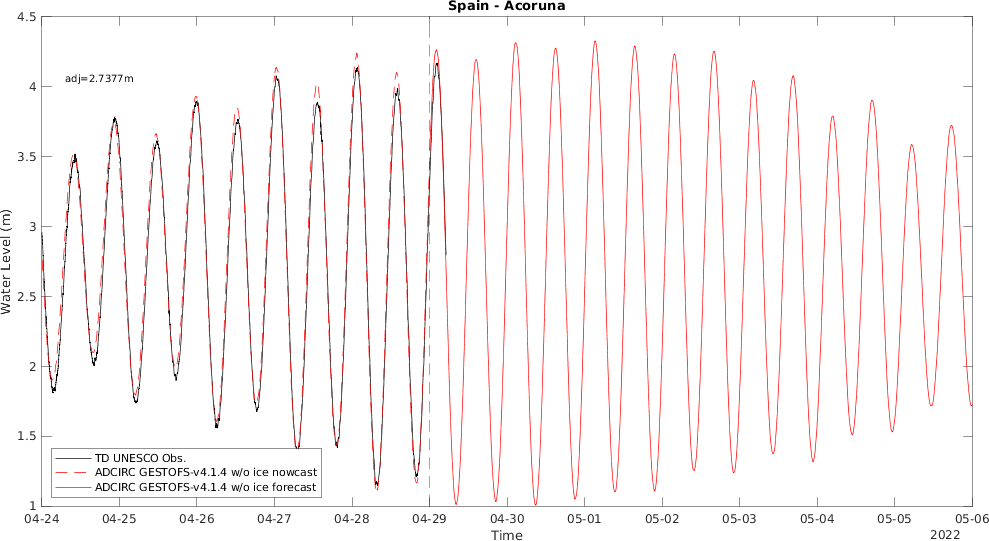 Spain - Acoruna
4.5
adj=2.7377m
4
3.5
3
2.5
2
1.5
1
Water Level (m)
TD UNESCO Obs.
ADCIRC GESTOFS-v4.1.4 w/o ice nowcast
ADCIRC GESTOFS-v4.1.4 w/o ice forecast
04-24 04-25 04-26 04-27 04-28 04-29 04-30 05-01 05-02 05-03 05-04 05-05 05-06
Time
2022